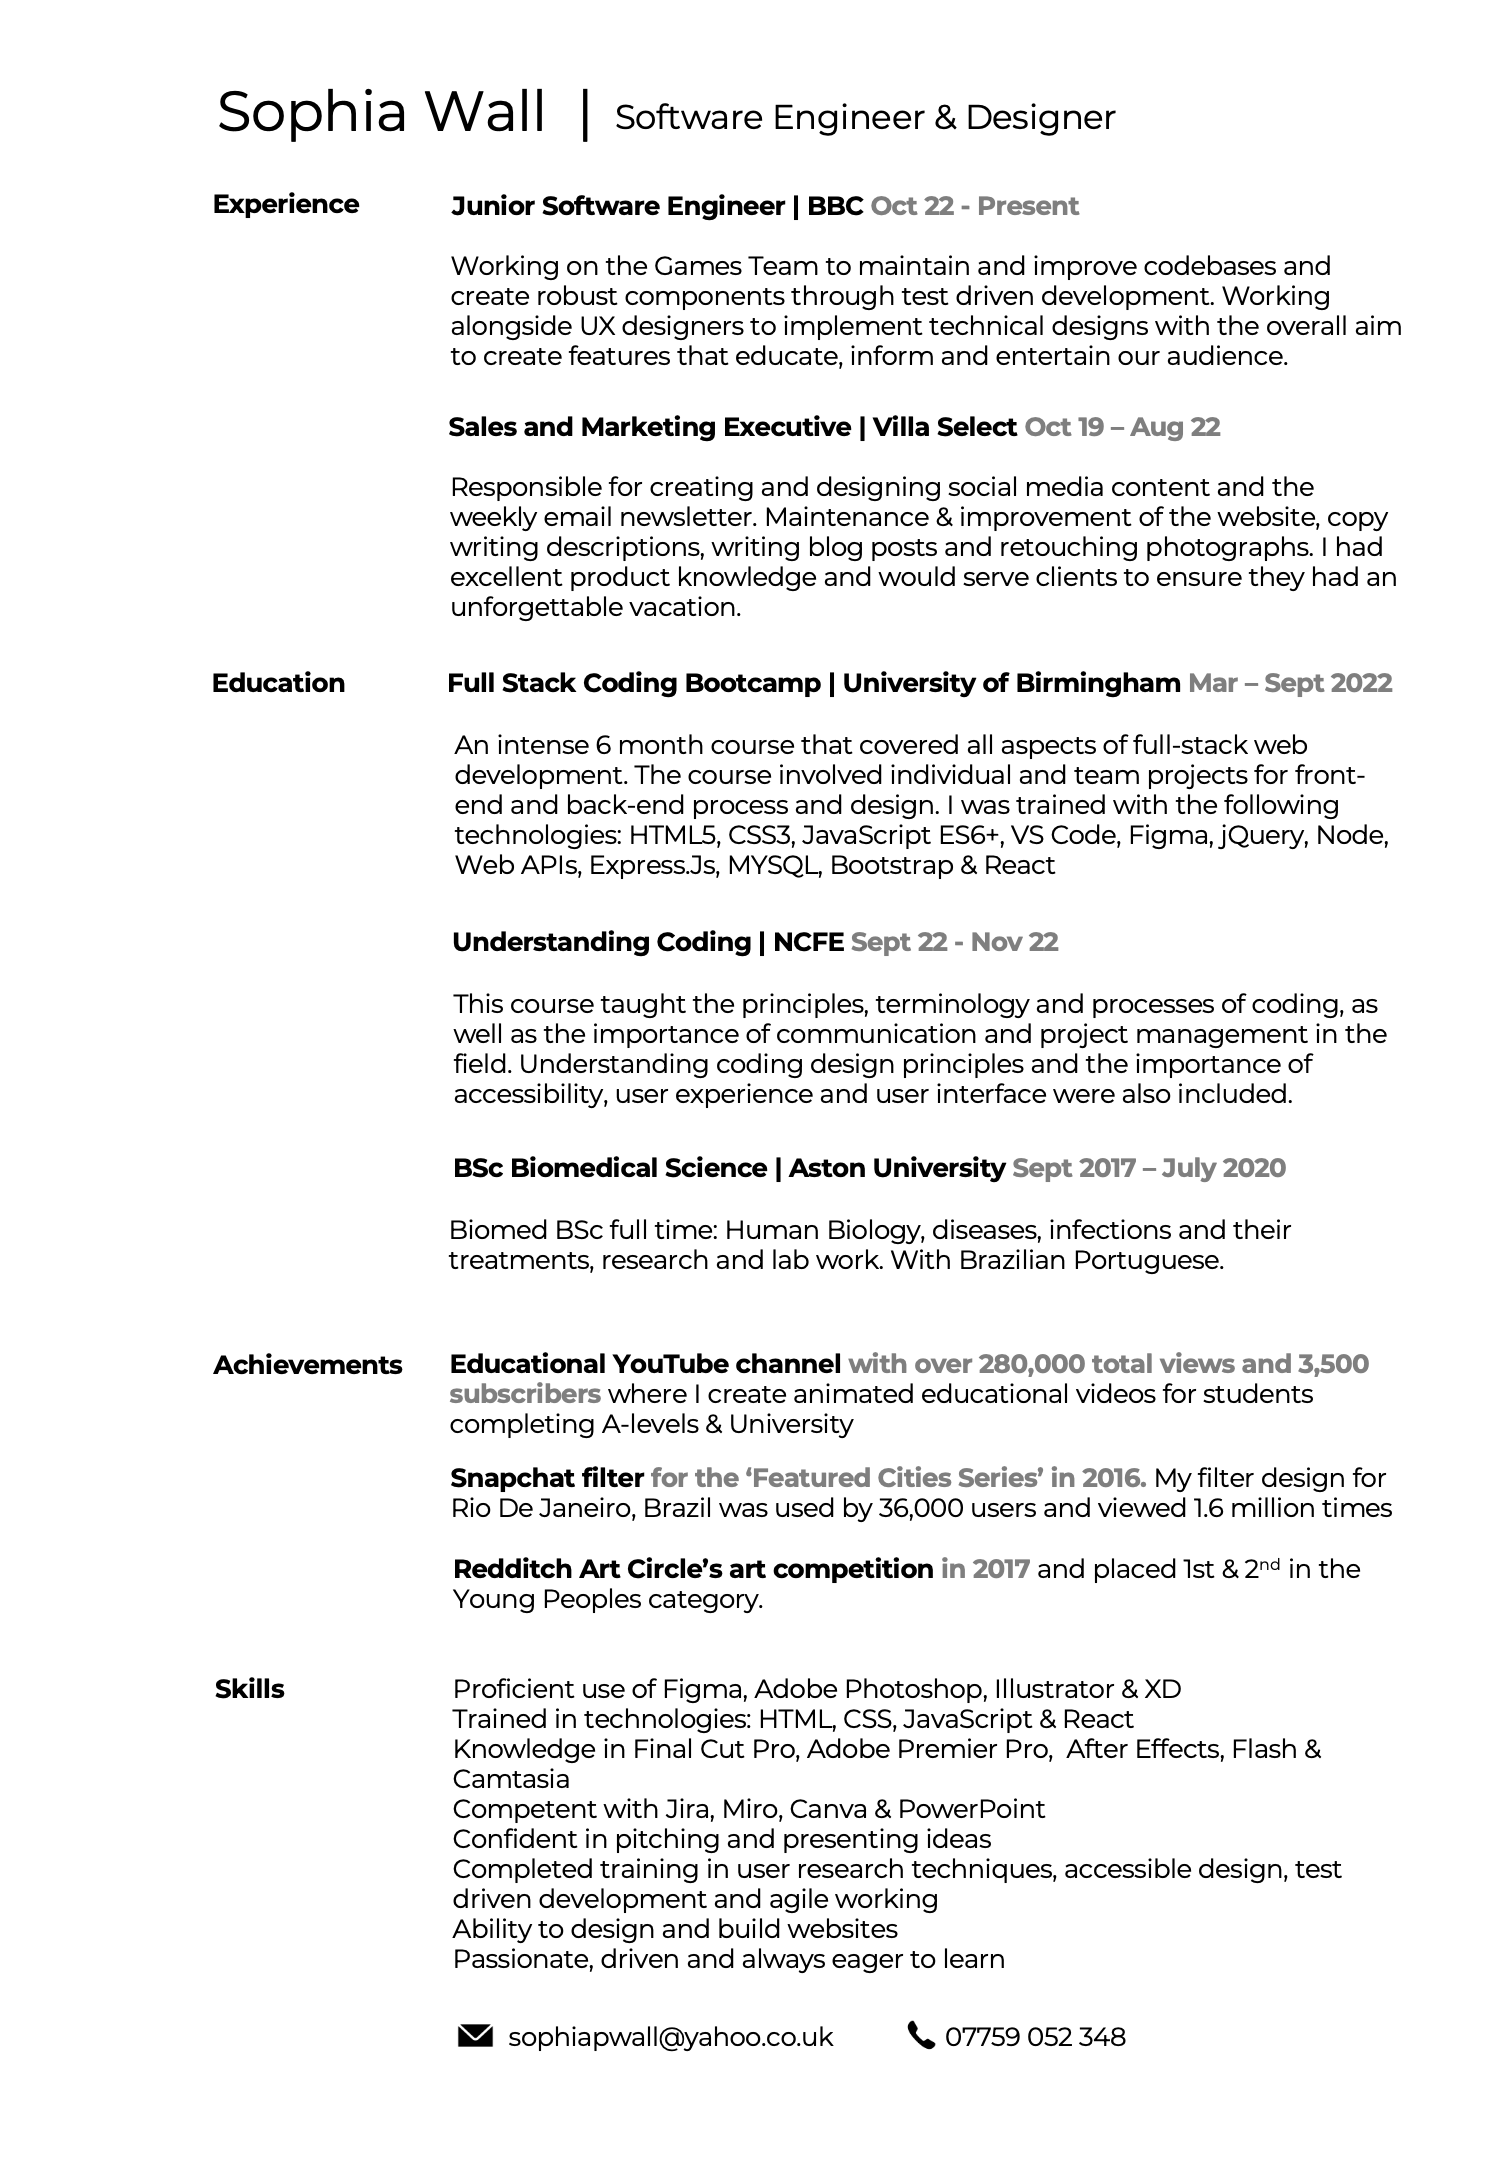 Sophia Wall | Software Engineer & Designer
Experience
Junior Software Engineer | BBC Oct 22 - Present
Working on the Games Team to maintain and improve codebases and
create robust components through test driven development. Working
alongside UX designers to implement technical designs with the overall aim
to create features that educate, inform and entertain our audience.
Sales and Marketing Executive | Villa Select Oct 19 – Aug 22
Responsible for creating and designing social media content and the
weekly email newsletter. Maintenance & improvement of the website, copy
writing descriptions, writing blog posts and retouching photographs. I had
excellent product knowledge and would serve clients to ensure they had an
unforgettable vacation.
Education
Full Stack Coding Bootcamp | University of Birmingham Mar – Sept 2022
An intense 6 month course that covered all aspects of full-stack web
development. The course involved individual and team projects for front-
end and back-end process and design. I was trained with the following
technologies: HTML5, CSS3, JavaScript ES6+, VS Code, Figma, jQuery, Node,
Web APIs, Express.Js, MYSQL, Bootstrap & React
Understanding Coding | NCFE Sept 22 - Nov 22
This course taught the principles, terminology and processes of coding, as
well as the importance of communication and project management in the
field. Understanding coding design principles and the importance of
accessibility, user experience and user interface were also included.
BSc Biomedical Science | Aston University Sept 2017 – July 2020
Biomed BSc full time: Human Biology, diseases, infections and their
treatments, research and lab work. With Brazilian Portuguese.
Achievements
Educational YouTube channel with over 280,000 total views and 3,500
subscribers where I create animated educational videos for students
completing A-levels & University
Snapchat filter for the ‘Featured Cities Series’ in 2016. My filter design for
Rio De Janeiro, Brazil was used by 36,000 users and viewed 1.6 million times
Redditch Art Circle’s art competition in 2017 and placed 1st & 2nd in the
Young Peoples category.
Skills
Proficient use of Figma, Adobe Photoshop, Illustrator & XD
Trained in technologies: HTML, CSS, JavaScript & React
Knowledge in Final Cut Pro, Adobe Premier Pro,  After Effects, Flash &
Camtasia
Competent with Jira, Miro, Canva & PowerPoint
Confident in pitching and presenting ideas
Completed training in user research techniques, accessible design, test
driven development and agile working
Ability to design and build websites
Passionate, driven and always eager to learn
sophiapwall@yahoo.co.uk 07759 052 348